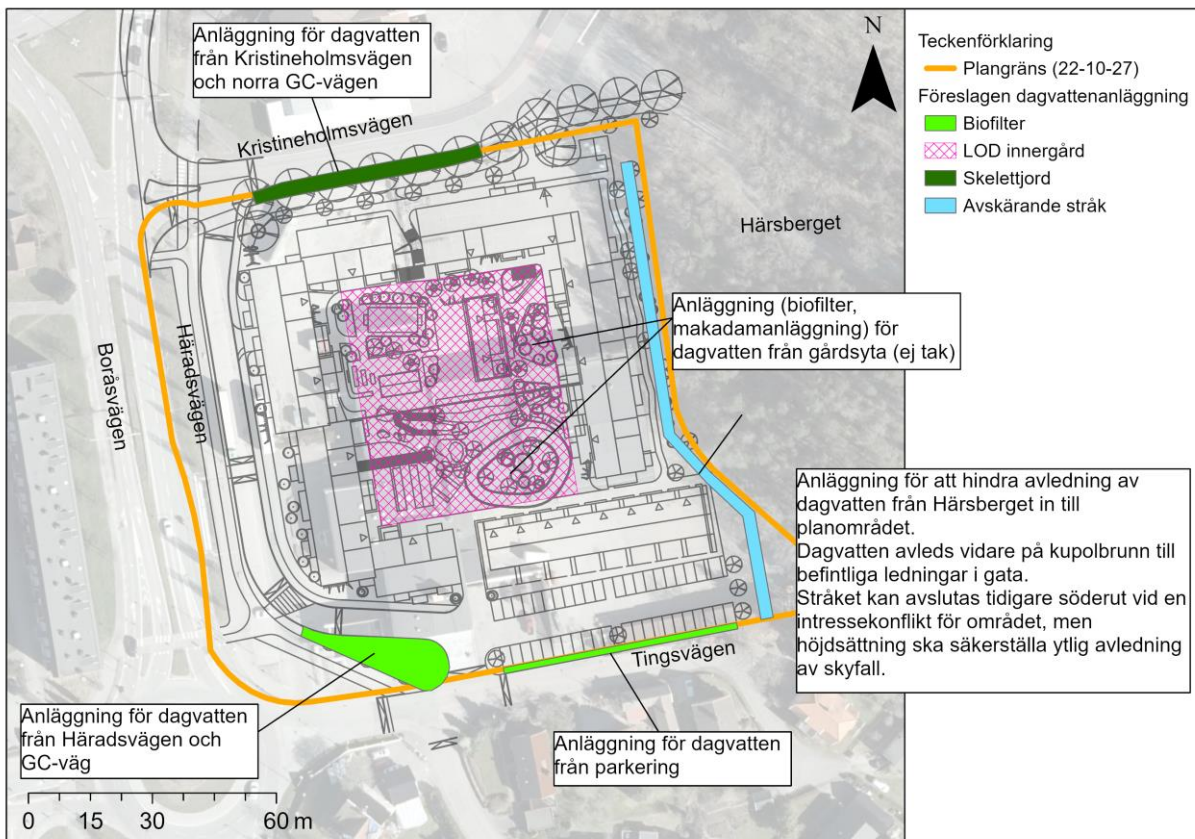 Anläggning för dagvatten
från Kristineholmsvägen
och norra GC-vägen
N
Teckenförklaring
Plangräns (22-10-27)
Föreslagen dagvattenanläggning
Biofilter
LOD innergård
Skelettjord
Avskärande stråk
Kristineholmsvägen
Härsberget
Anläggning (biofilter,
makadamanläggning) för
dagvatten från gårdsyta (ej tak)
Boråsvägen
Häradsvägen
Anläggning för att hindra avledning av
dagvatten från Härsberget in till
planområdet.
Dagvatten avleds vidare på kupolbrunn till
befintliga ledningar i gata.
Stråket kan avslutas tidigare söderut vid en
intressekonflikt för området, men
höjdsättning ska säkerställa ytlig avledning
av skyfall.
Tingsvägen
Anläggning för dagvatten
från Häradsvägen och
GC-väg
Anläggning för dagvatten
från parkering
0 15 30 60 m